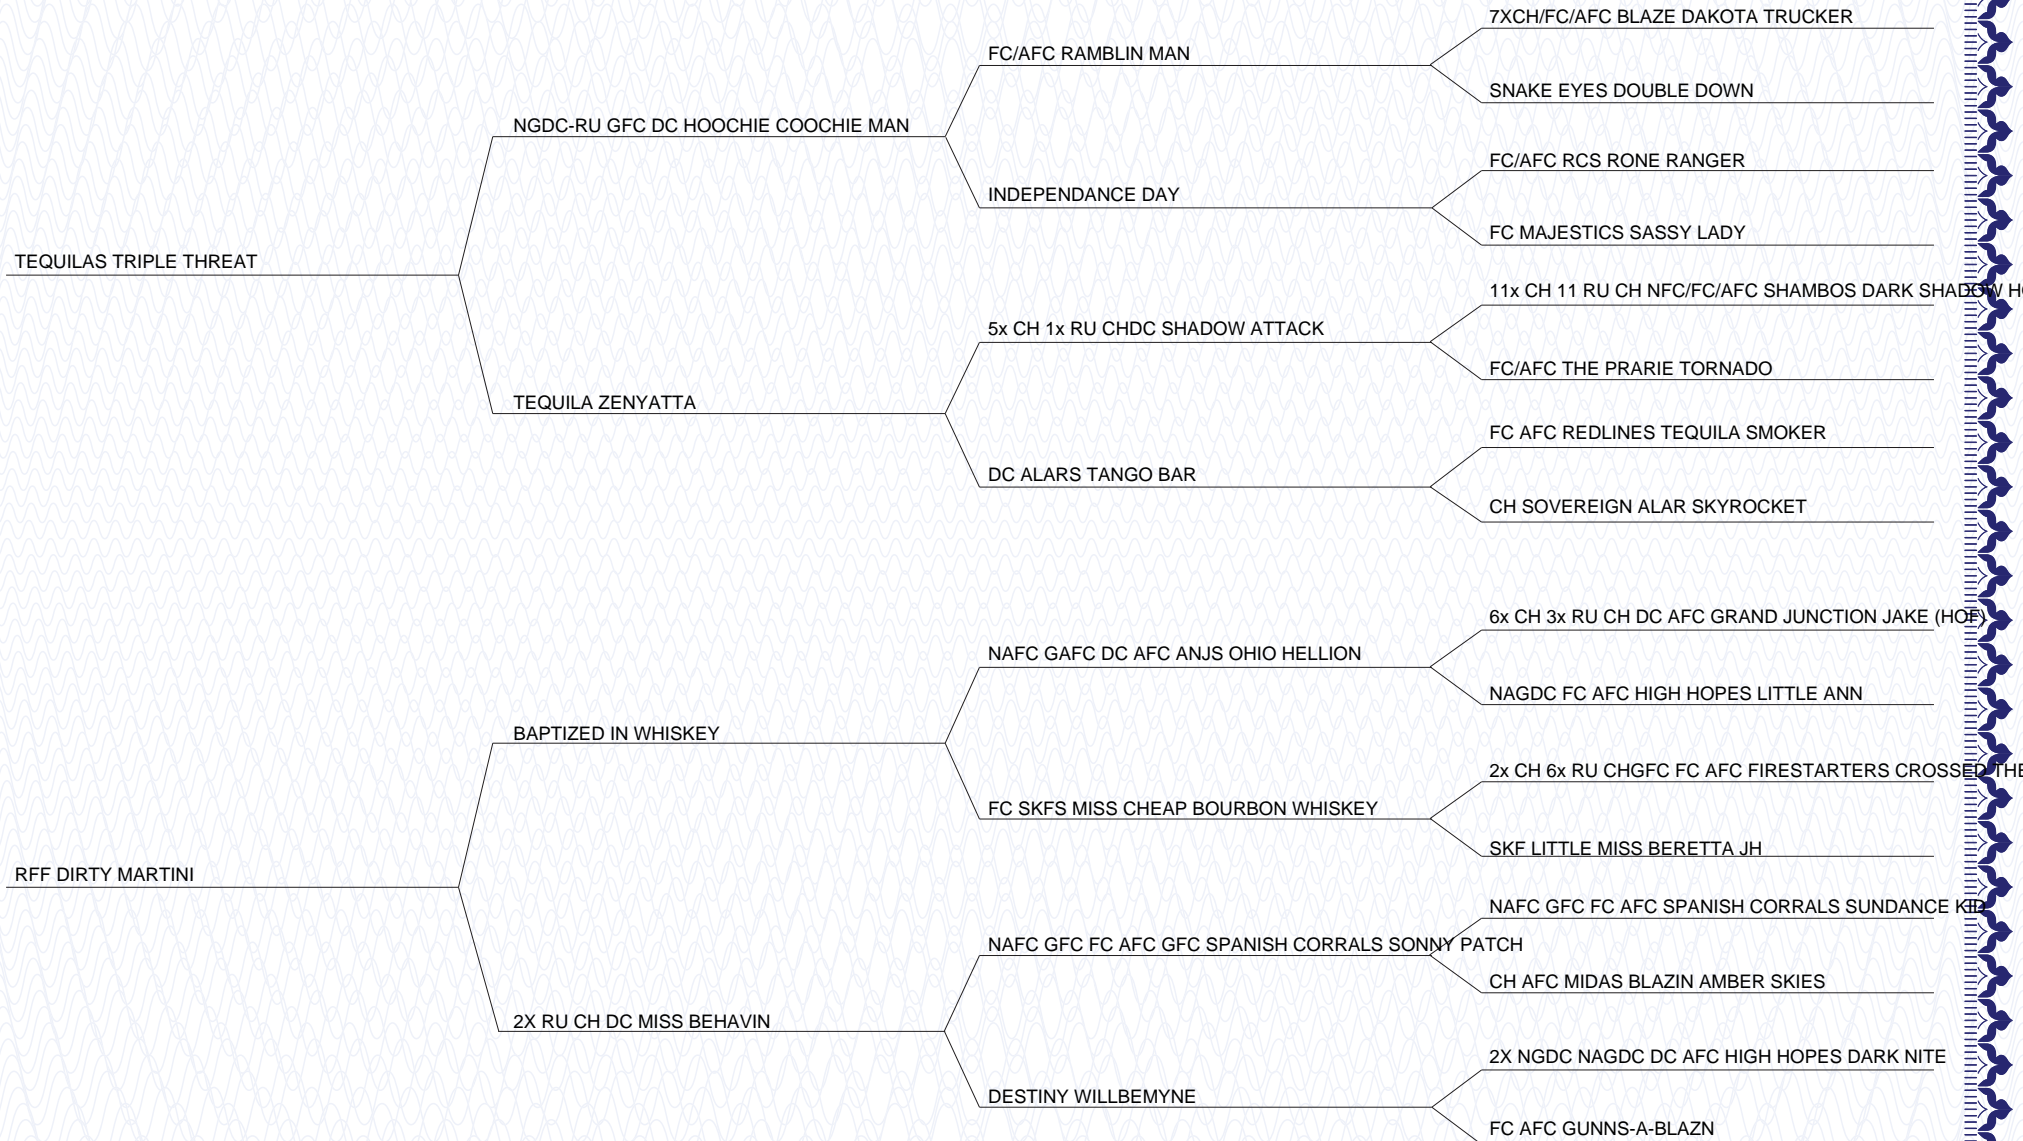 7XCH/FC/AFC BLAZE DAKOTA TRUCKER
FC/AFC RAMBLIN MAN
SNAKE EYES DOUBLE DOWN
NGDC-RU GFC DC HOOCHIE COOCHIE MAN
FC/AFC RCS RONE RANGER
INDEPENDANCE DAY
FC MAJESTICS SASSY LADY
TEQUILAS TRIPLE THREAT
11x CH 11 RU CH NFC/FC/AFC SHAMBOS DARK SHADOW
5x CH 1x RU CHDC SHADOW ATTACK
FC/AFC THE PRARIE TORNADO
TEQUILA ZENYATTA
FC AFC REDLINES TEQUILA SMOKER
DC ALARS TANGO BAR
CH SOVEREIGN ALAR SKYROCKET
6x CH 3x RU CH DC AFC GRAND JUNCTION JAKE (HOF)
NAFC GAFC DC AFC ANJS OHIO HELLION
NAGDC FC AFC HIGH HOPES LITTLE ANN
BAPTIZED IN WHISKEY
2x CH 6x RU CHGFC FC AFC FIRESTARTERS CROSSED THE
FC SKFS MISS CHEAP BOURBON WHISKEY
SKF LITTLE MISS BERETTA JH
RFF DIRTY MARTINI
NAFC GFC FC AFC SPANISH CORRALS SUNDANCE KID
NAFC GFC FC AFC GFC SPANISH CORRALS SONNY PATCH
CH AFC MIDAS BLAZIN AMBER SKIES
2X RU CH DC MISS BEHAVIN
2X NGDC NAGDC DC AFC HIGH HOPES DARK NITE
DESTINY WILLBEMYNE
FC AFC GUNNS-A-BLAZN